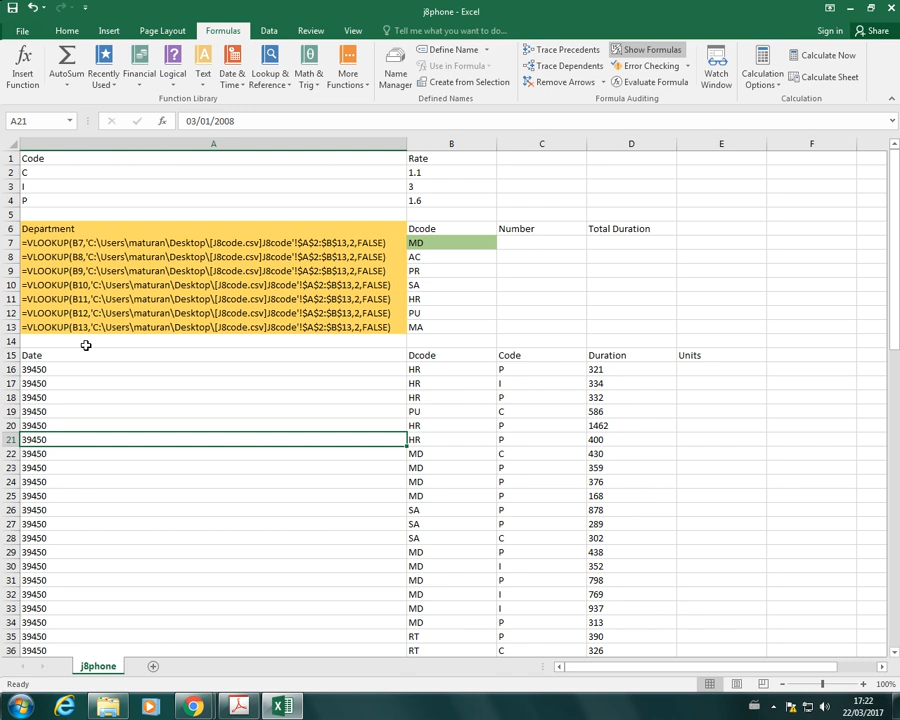 j8phone - Excel
File Home Insert Page Layout Formulas Data Review View Tell me what you want to do... Sign in Share
Insert Function AutoSum Recently Used Financial Logical Text Date & Time Lookup & Reference Math & Trig More Functions
Function Library
Name Manager Define Name Use in Formula Create from Selection
Defined Names
Trace Precedents Trace Dependents Remove Arrows Show Formulas Error Checking Evaluate Formula
Formula Auditing
Watch Window Calculation Options Calculate Now Calculate Sheet
Calculation
A21 fx 03/01/2008
A B C D E F
1 Code Rate
2 C 1.1
3 I 3
4 P 1.6
5
6 Department Dcode Number Total Duration
7 =VLOOKUP(B7,'C:\Users\maturan\Desktop\[J8code.csv]J8code'!$A$2:$B$13,2,FALSE) MD
8 =VLOOKUP(B8,'C:\Users\maturan\Desktop\[J8code.csv]J8code'!$A$2:$B$13,2,FALSE) AC
9 =VLOOKUP(B9,'C:\Users\maturan\Desktop\[J8code.csv]J8code'!$A$2:$B$13,2,FALSE) PR
10 =VLOOKUP(B10,'C:\Users\maturan\Desktop\[J8code.csv]J8code'!$A$2:$B$13,2,FALSE) SA
11 =VLOOKUP(B11,'C:\Users\maturan\Desktop\[J8code.csv]J8code'!$A$2:$B$13,2,FALSE) HR
12 =VLOOKUP(B12,'C:\Users\maturan\Desktop\[J8code.csv]J8code'!$A$2:$B$13,2,FALSE) PU
13 =VLOOKUP(B13,'C:\Users\maturan\Desktop\[J8code.csv]J8code'!$A$2:$B$13,2,FALSE) MA
14
15 Date Dcode Code Duration Units
16 39450 HR P 321
17 39450 HR I 334
18 39450 HR P 332
19 39450 PU C 586
20 39450 HR P 1462
21 39450 HR P 400
22 39450 MD C 430
23 39450 MD P 359
24 39450 MD P 376
25 39450 MD P 168
26 39450 SA P 878
27 39450 SA P 289
28 39450 SA C 302
29 39450 MD P 438
30 39450 MD I 352
31 39450 MD P 798
32 39450 MD I 769
33 39450 MD I 937
34 39450 MD P 313
35 39450 RT P 390
36 39450 RT C 326
j8phone
Ready 100%
17:22
22/03/2017